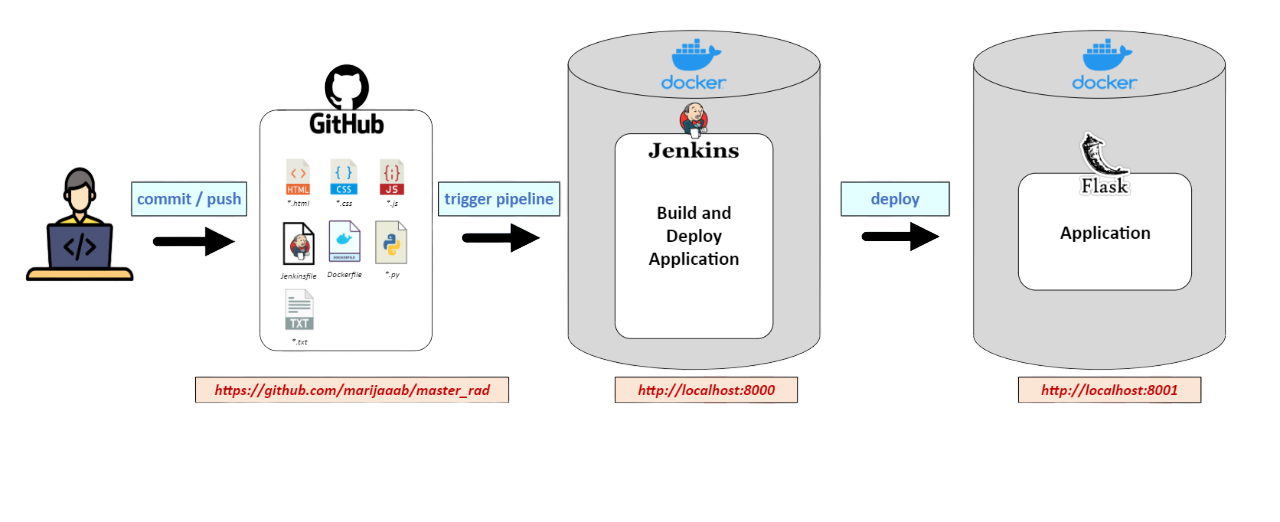 GitHub
HTML
*.html
{ }
CSS
*.css
{;}
JS
*.js
Jenkinsfile
DOCKERFILE
Dockerfile
*.py
TXT
*.txt
</>
commit / push
https://github.com/marijaaab/master_rad
trigger pipeline
docker
Jenkins
Build and
Deploy
Application
http://localhost:8000
deploy
docker
Flask
Application
http://localhost:8001